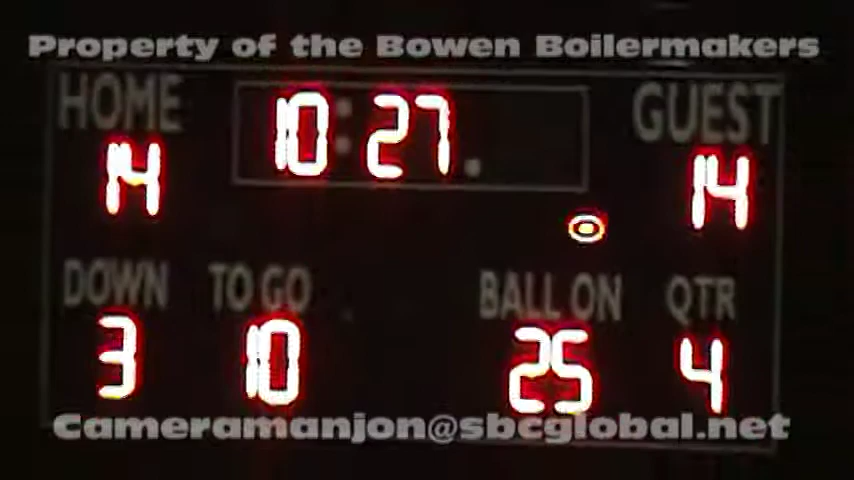 Property of the Bowen Boilermakers
HOME 10:27. GUEST
14 14
DOWN TO GO BALL ON QTR
3 10 25 4
Cameramanjon@sbcglobal.net